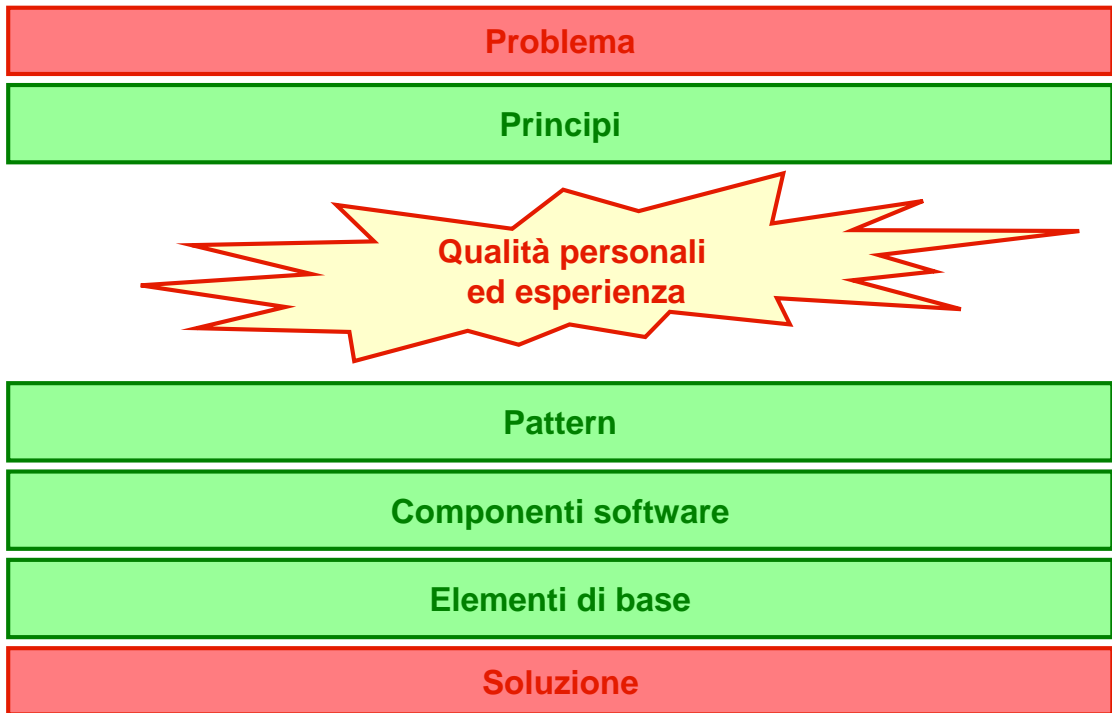 Problema
Principi
Qualità personali
ed esperienza
Pattern
Componenti software
Elementi di base
Soluzione